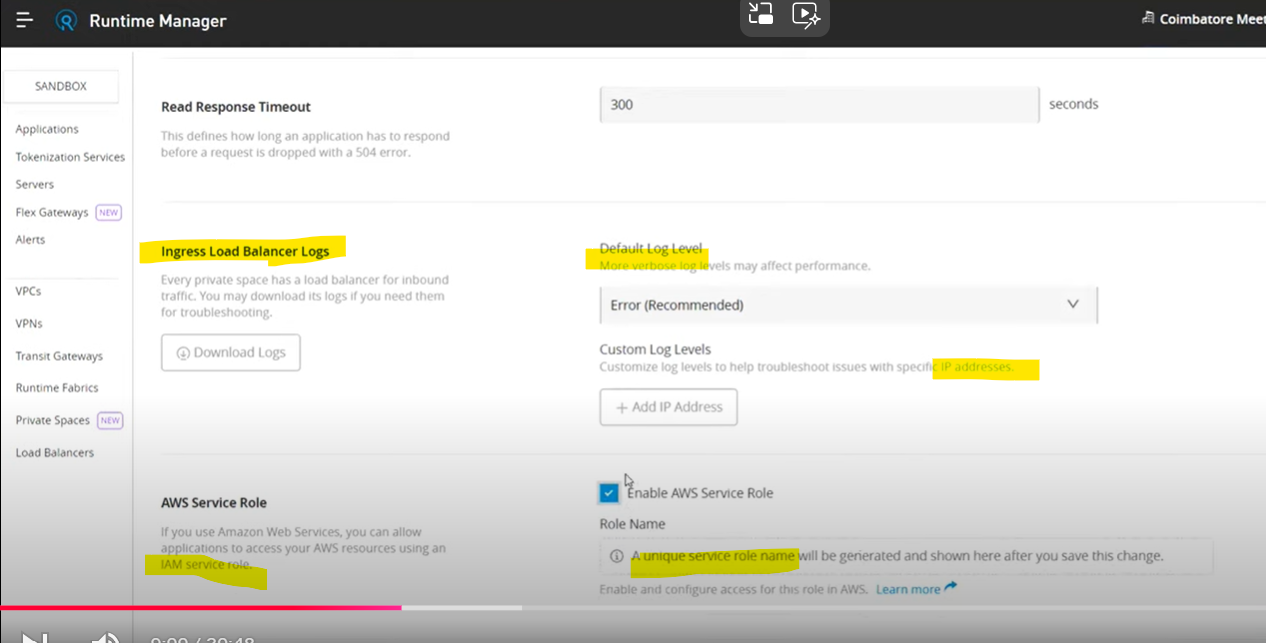 Runtime Manager
Coimbatore Meet
SANDBOX
Applications
Tokenization Services
Servers
Flex Gateways NEW
Alerts
VPCs
VPNs
Transit Gateways
Runtime Fabrics
Private Spaces NEW
Load Balancers
Read Response Timeout
This defines how long an application has to respond
before a request is dropped with a 504 error.
300 seconds
Ingress Load Balancer Logs
Every private space has a load balancer for inbound
traffic. You may download its logs if you need them
for troubleshooting.
Download Logs
Default Log Level
More verbose log levels may affect performance.
Error (Recommended)
Custom Log Levels
Customize log levels to help troubleshoot issues with specific IP addresses.
+ Add IP Address
AWS Service Role
If you use Amazon Web Services, you can allow
applications to access your AWS resources using an
IAM service role.
Enable AWS Service Role
Role Name
A unique service role name will be generated and shown here after you save this change.
Enable and configure access for this role in AWS. Learn more
0:00 / 30:48